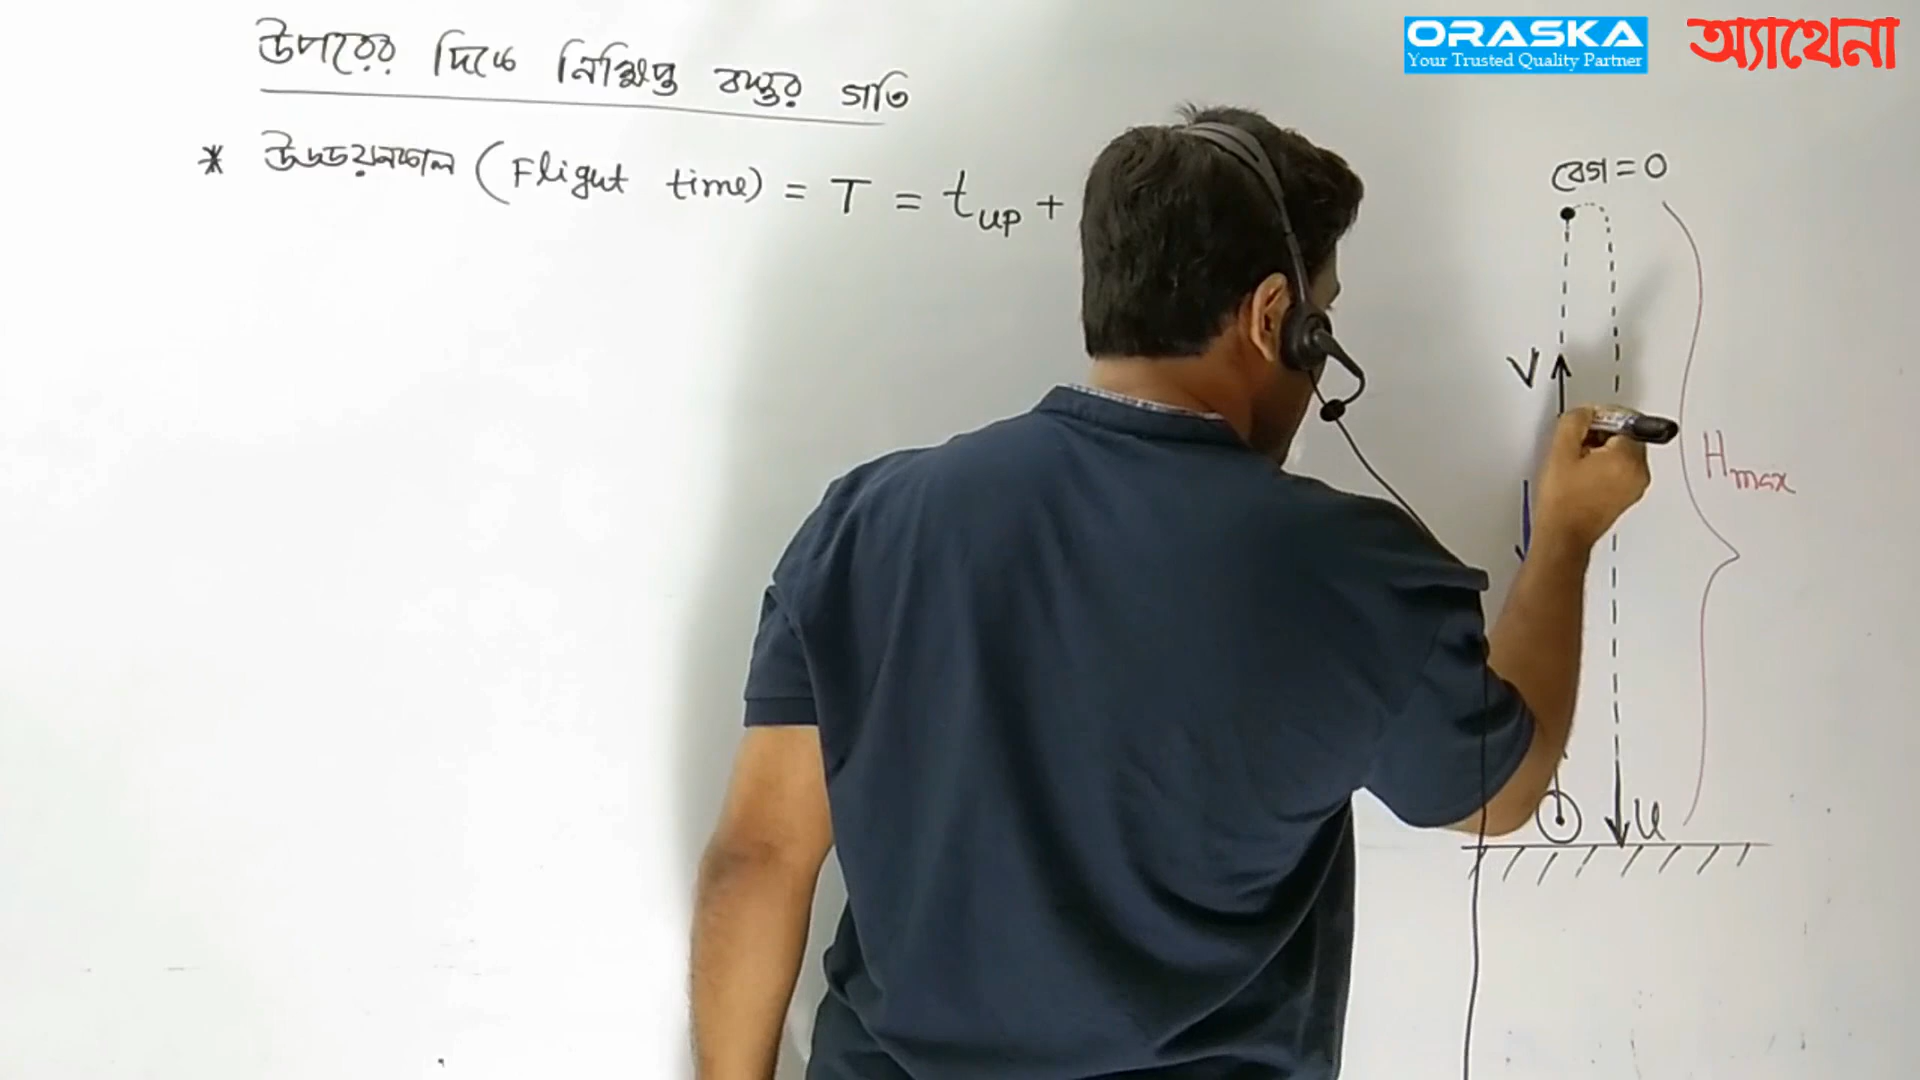 উপরের দিকে নিক্ষিপ্ত বস্তুর গতি
* উড্ডয়নকাল (Flight time) = T = t_up +
বেগ = 0
V
H_max
u
ORASKA
Your Trusted Quality Partner
অ্যাথেনা